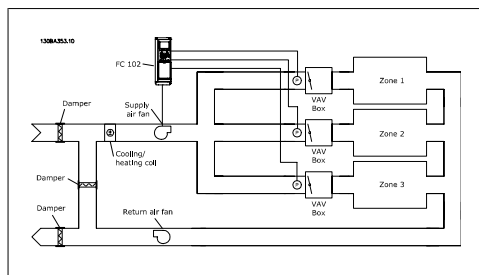 130BA353.10
FC 102
Damper
Supply
air fan
VAV
Box
Zone 1
Cooling/
heating coil
VAV
Box
Zone 2
Damper
VAV
Box
Zone 3
Damper
Return air fan